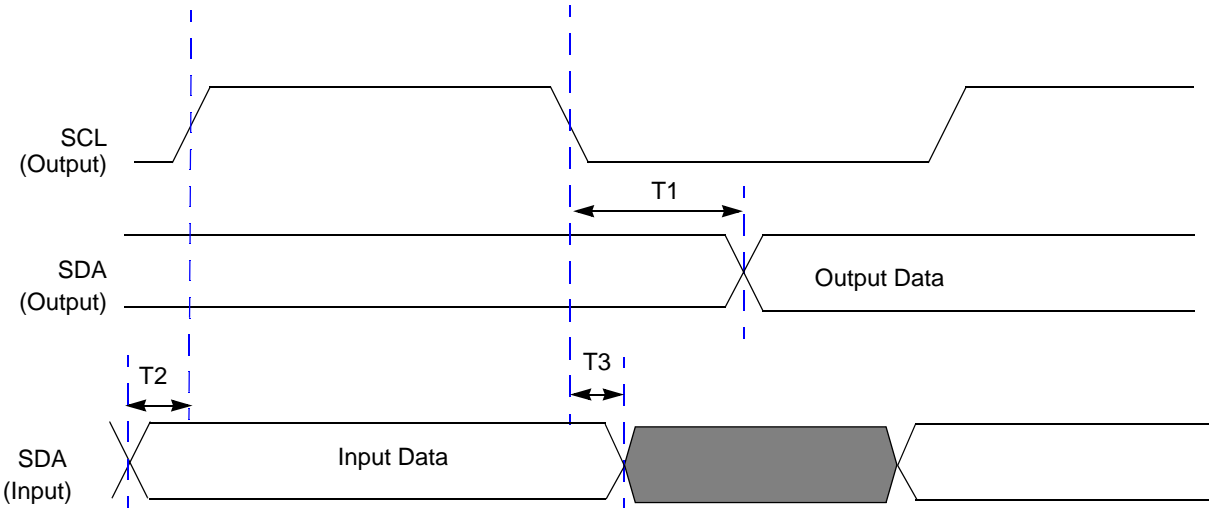 SCL
(Output)
T1
SDA
(Output)
Output Data
T2
T3
SDA
(Input)
Input Data